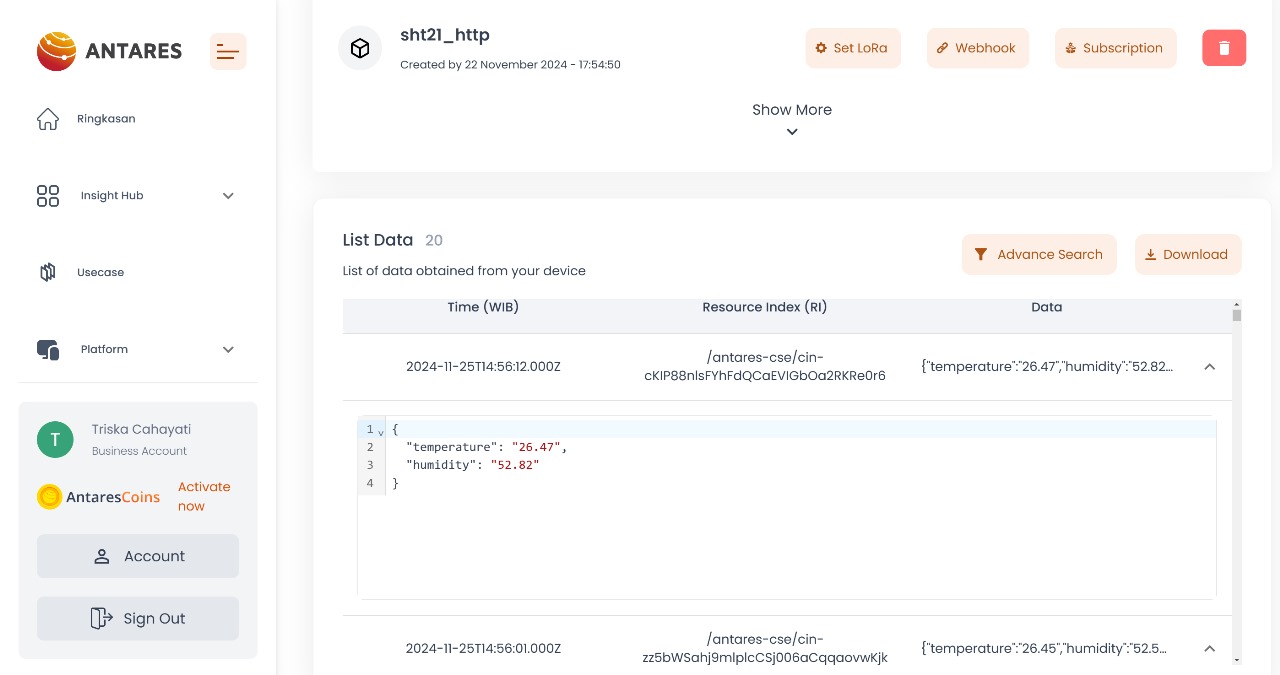 ANTARES
Ringkasan
Insight Hub
Usecase
Platform
T
Triska Cahayati
Business Account
AntaresCoins
Activate
now
Account
Sign Out
sht21_http
Created by 22 November 2024 - 17:54:50
Set LoRa
Webhook
Subscription
Show More
List Data 20
List of data obtained from your device
Advance Search
Download
Time (WIB) Resource Index (RI) Data
2024-11-25T14:56:12.000Z
/antares-cse/cin-
cKIP88nIsFYhFdQCaEVIGbOa2RKRe0r6
{"temperature":"26.47","humidity":"52.82...
1 {
2 "temperature": "26.47",
3 "humidity": "52.82"
4 }
2024-11-25T14:56:01.000Z
/antares-cse/cin-
zz5bWSahj9mlplcCSj006aCqqaovwKjk
{"temperature":"26.45","humidity":"52.5...